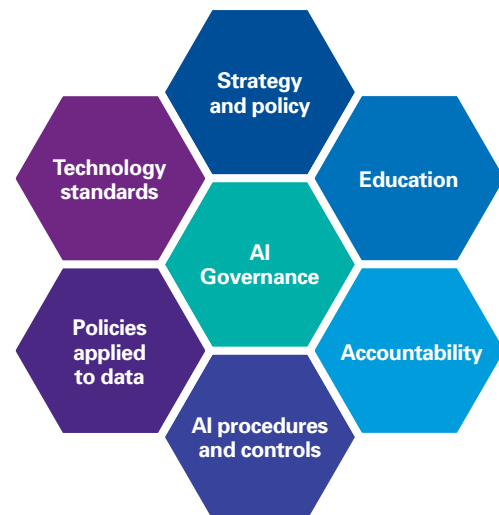 Strategy
and policy
Technology
standards
Education
AI
Governance
Policies
applied
to data
Accountability
AI procedures
and controls